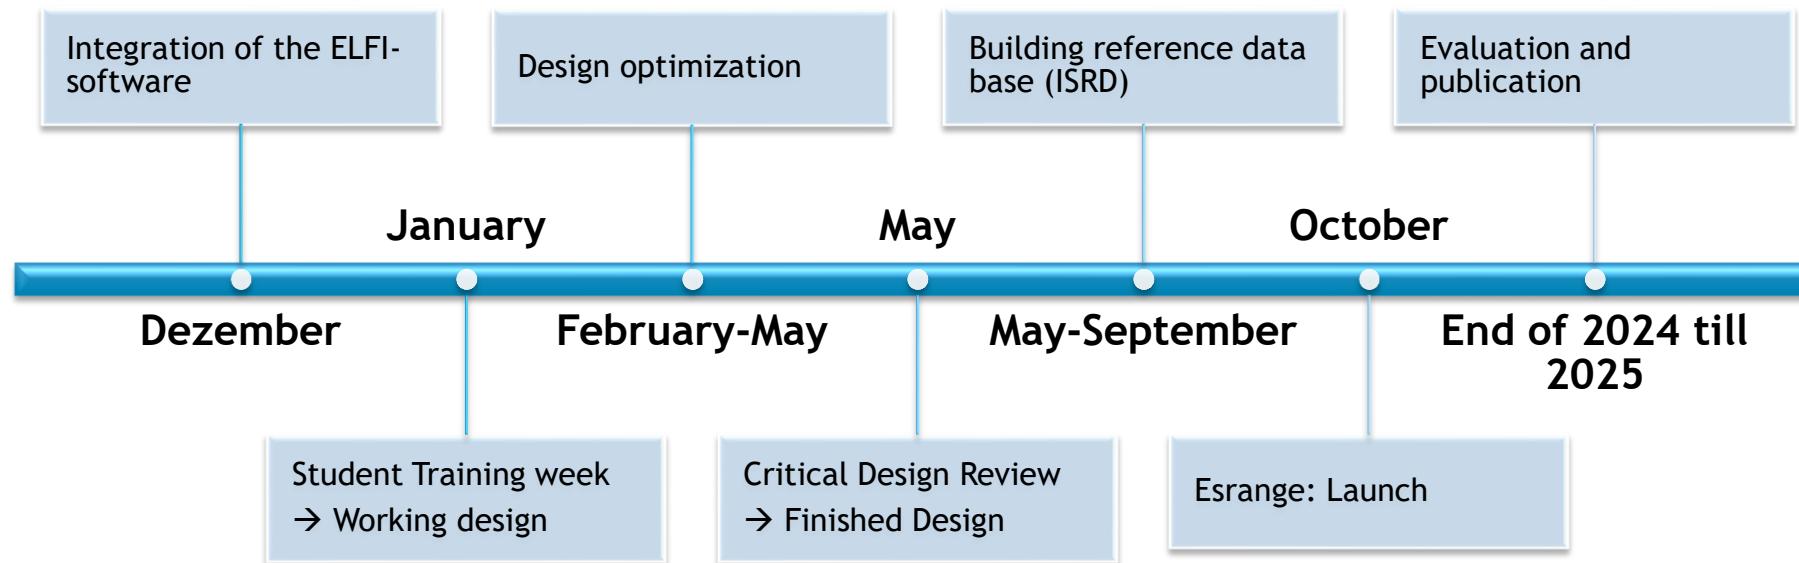 Integration of the ELFI-
software
Design optimization
Building reference data
base (ISRD)
Evaluation and
publication
January
May
October
Dezember
February-May
May-September
End of 2024 till
2025
Student Training week
→ Working design
Critical Design Review
→ Finished Design
Esrange: Launch